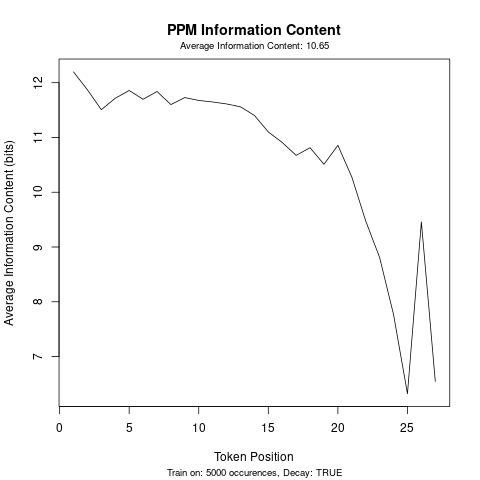 PPM Information Content
Average Information Content: 10.65
Average Information Content (bits)
12
11
10
9
8
7
0 5 10 15 20 25
Token Position
Train on: 5000 occurences, Decay: TRUE